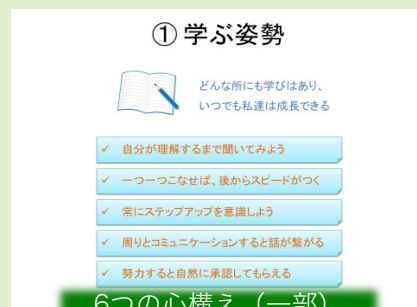 ① 学ぶ姿勢
どんな所にも学びはあり、
いつでも私達は成長できる
✓ 自分が理解するまで聞いてみよう
✓ 一つ一つこなせば、後からスピードがつく
✓ 常にステップアップを意識しよう
✓ 周りとコミュニケーションすると話が繋がる
✓ 努力すると自然に承認してもらえる
6つの心構え（一部）